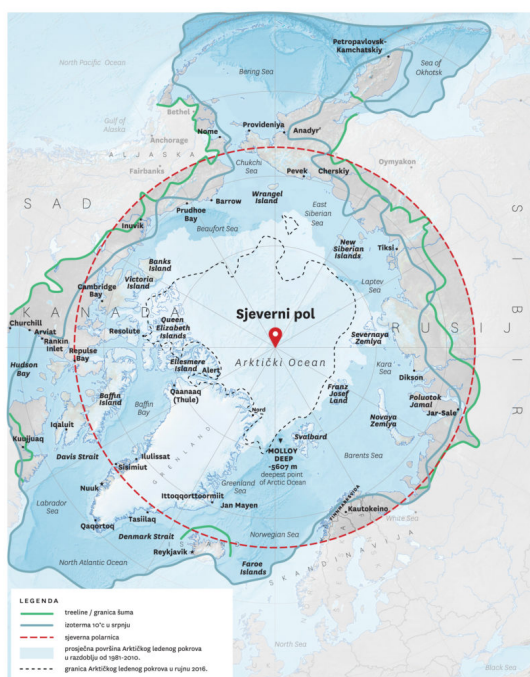 Petropavlovsk-
Kamchatskiy
North Pacific Ocean
Bering Sea
Sea of
Okhotsk
Bethel
Gulf of
Alaska
Anchorage
Nome
Provideniya
Anadyr'
ALJASKA
Fairbanks
Chukchi
Sea
Pevek
Cherskiy
Oymyakon
SAD
Wrangel
Island
Barrow
Prudhoe
Bay
East
Siberian
Sea
Inuvik
Beaufort Sea
New
Siberian
Islands
Tiksi
Banks
Island
Laptev
Sea
Victoria
Island
Cambridge
Bay
KANADA
Sjeverni pol
Queen
Elizabeth
Islands
Churchill
Arviat
Rankin
Inlet
Resolute
Repulse
Bay
Severnaya
Zemlya
RUSIJ
SIBIR
Arktički Ocean
Ellesmere
Island
Alert
Kara
Sea
Hudson
Bay
Dikson
Qaanaaq
(Thule)
Franz
Josef
Land
Baffin
Island
Baffin
Bay
Nord
Poluotok
Jamal
Jar-Sale
Novaya
Zemlya
Iqaluit
Svalbard
Kuujjuaq
MOLLOY
DEEP
-5607 m
deepest point
of Arctic Ocean
Davis Strait
Ilulissat
Sisimiut
GRENLAND
Barents Sea
Greenland
Sea
Nuuk
Ittoqqortoormiit
Jan Mayen
Labrador
Sea
Kautokeino
White Sea
Qaqortoq
Tasiilaq
Norwegian Sea
Denmark Strait
Reykjavik
SKANDINAVIJA
North Atlantic Ocean
Faroe
Islands
North Sea
Black Sea
LEGENDA
treeline / granica šuma
izoterma 10°c u srpnju
sjeverna polarnica
prosječna površina Arktičkog ledenog pokrova
u razdoblju od 1981-2010.
granica Arktičkog ledenog pokrova u rujnu 2016.